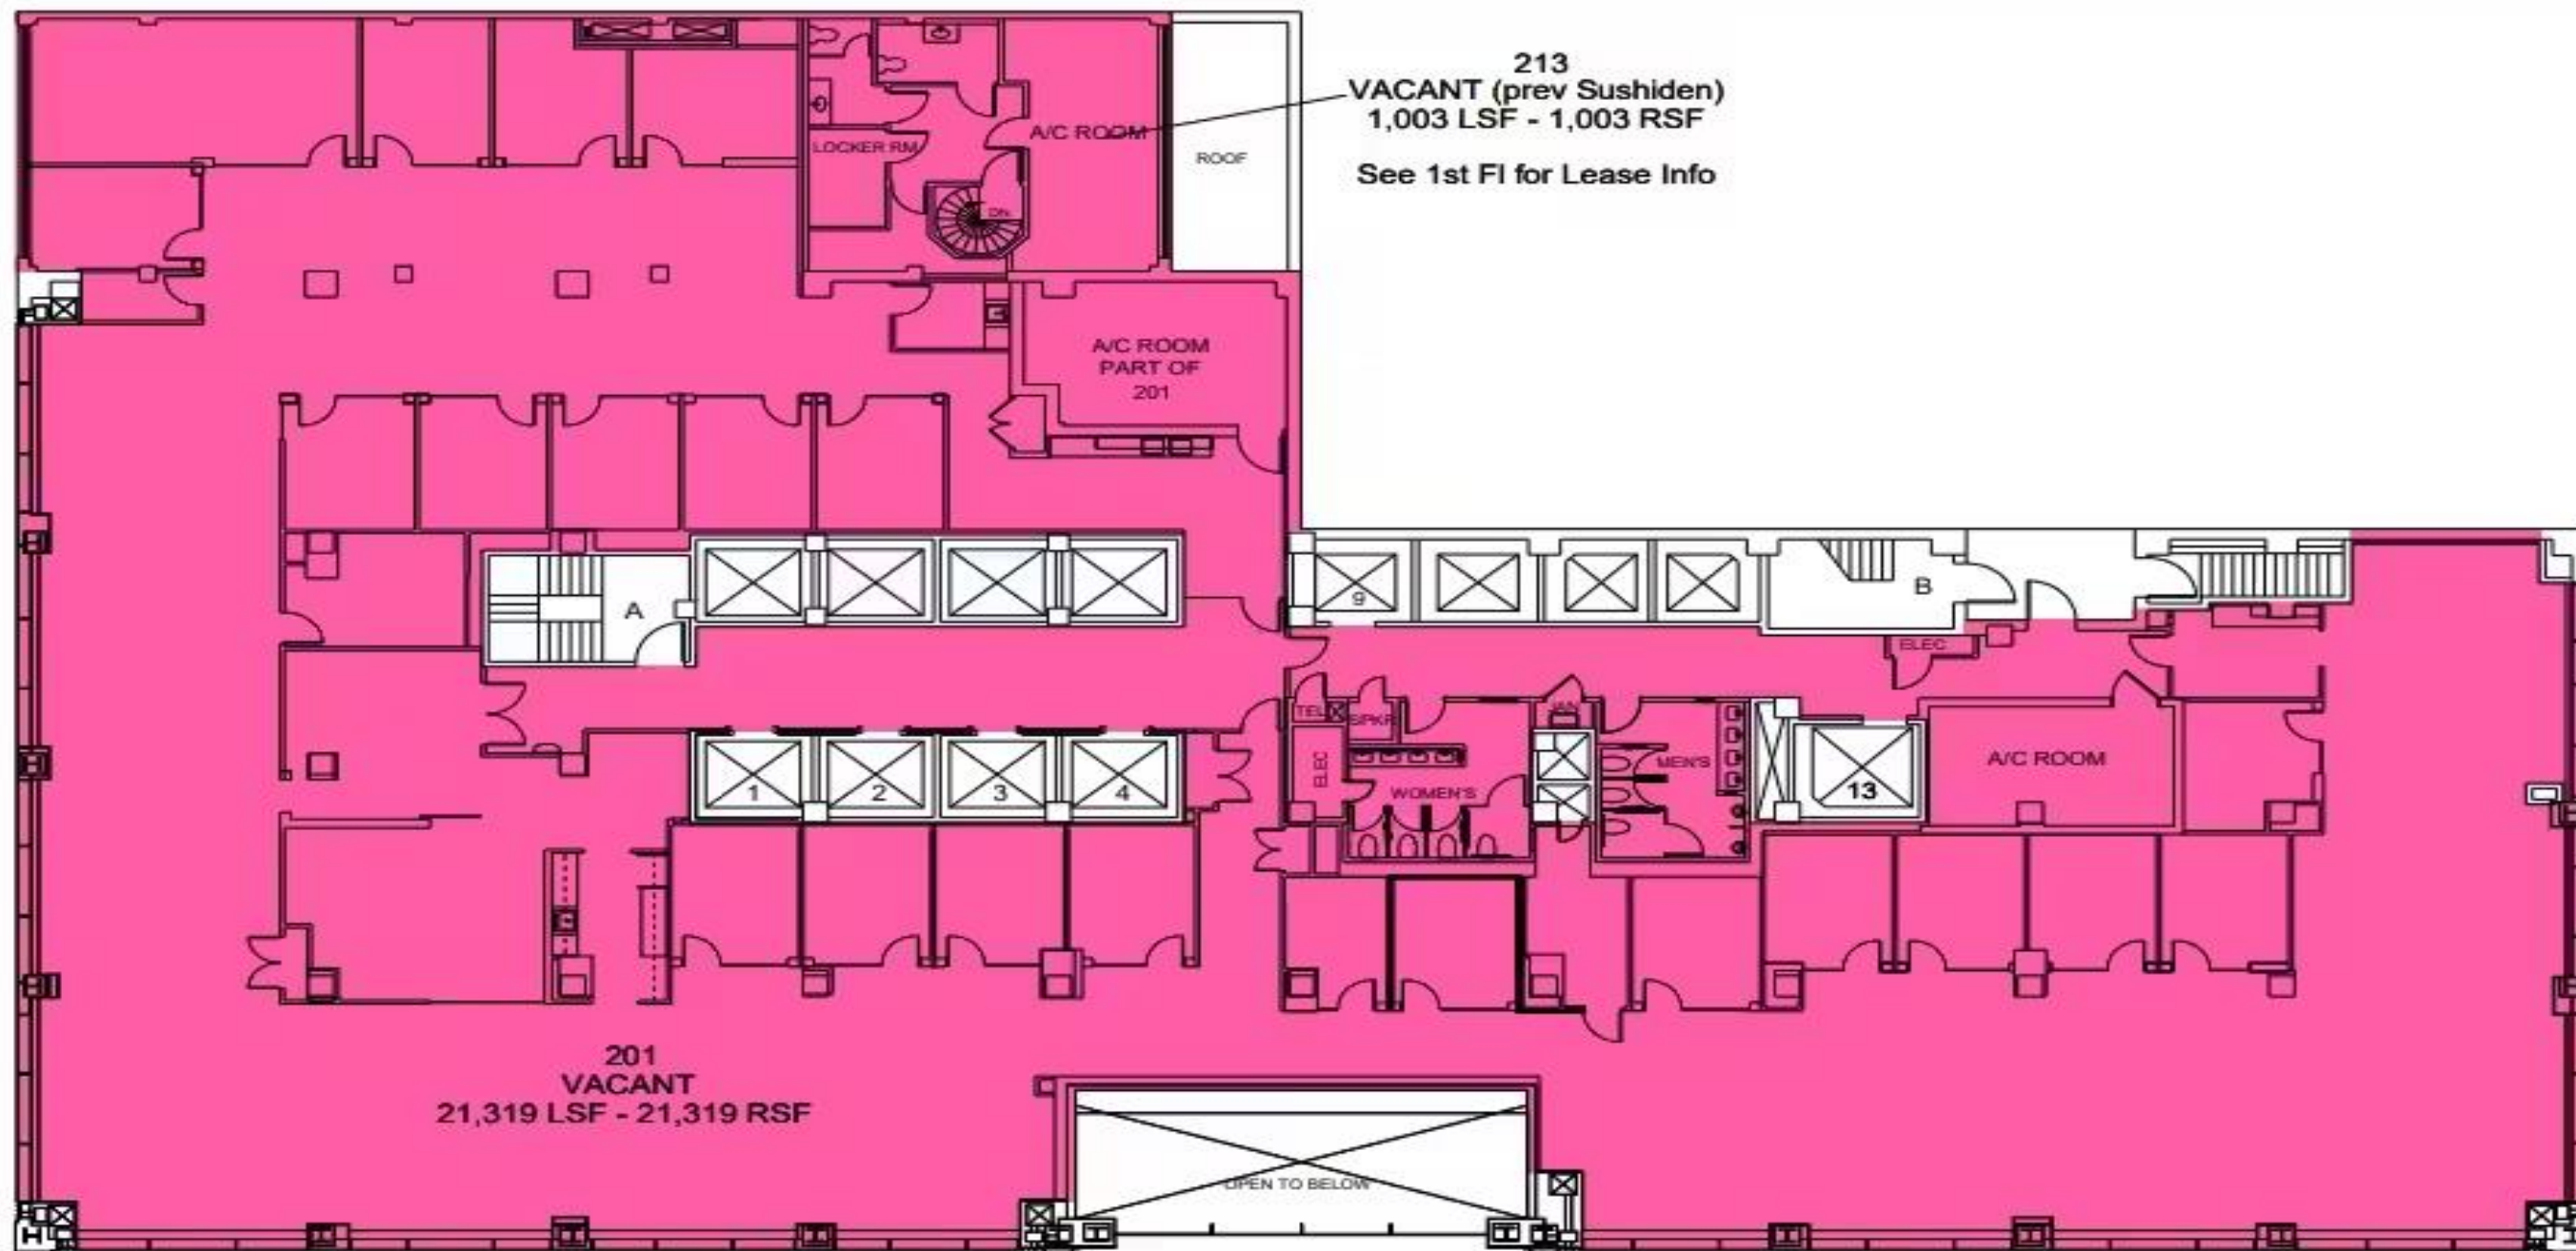 213
VACANT (prev Sushiden)
1,003 LSF - 1,003 RSF
See 1st Fl for Lease Info
A/C ROOM
LOCKER RM
ROOF
DN
A/C ROOM
PART OF
201
A
9
B
ELEC
TEL
S/PKR
JAN
ELEC
WOMEN'S
MEN'S
13
A/C ROOM
1
2
3
4
201
VACANT
21,319 LSF - 21,319 RSF
OPEN TO BELOW